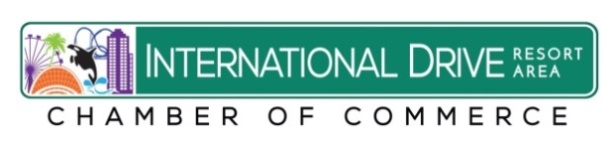 INTERNATIONAL DRIVE RESORT AREA
CHAMBER OF COMMERCE